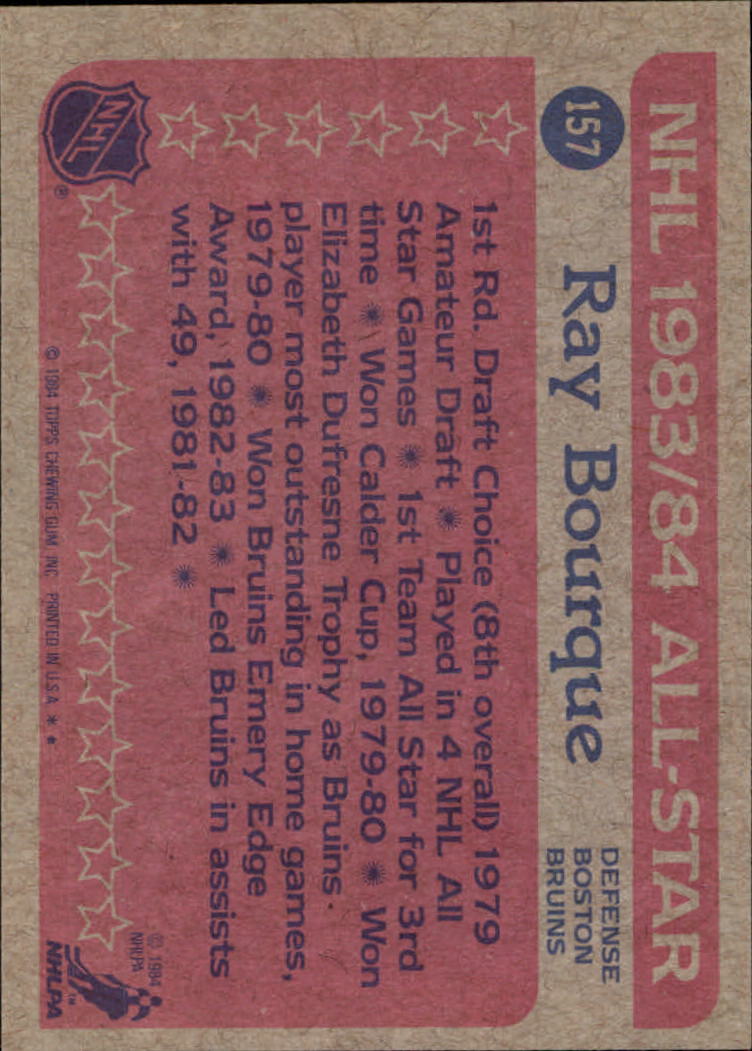 NHL 1983/84 ALL-STAR
157
Ray Bourque
DEFENSE
BOSTON
BRUINS
1st Rd. Draft Choice (8th overall) 1979
Amateur Draft ✺ Played in 4 NHL All
Star Games ✺ 1st Team All Star for 3rd
time ✺ Won Calder Cup, 1979-80 ✺ Won
Elizabeth Dufresne Trophy as Bruins
player most outstanding in home games,
1979-80 ✺ Won Bruins Emery Edge
Award, 1982-83 ✺ Led Bruins in assists
with 49, 1981-82 ✺
NHL
®
© 1984
NHLPA
NHLPA
™
© 1984 TOPPS CHEWING GUM, INC. PRINTED IN U.S.A. * *